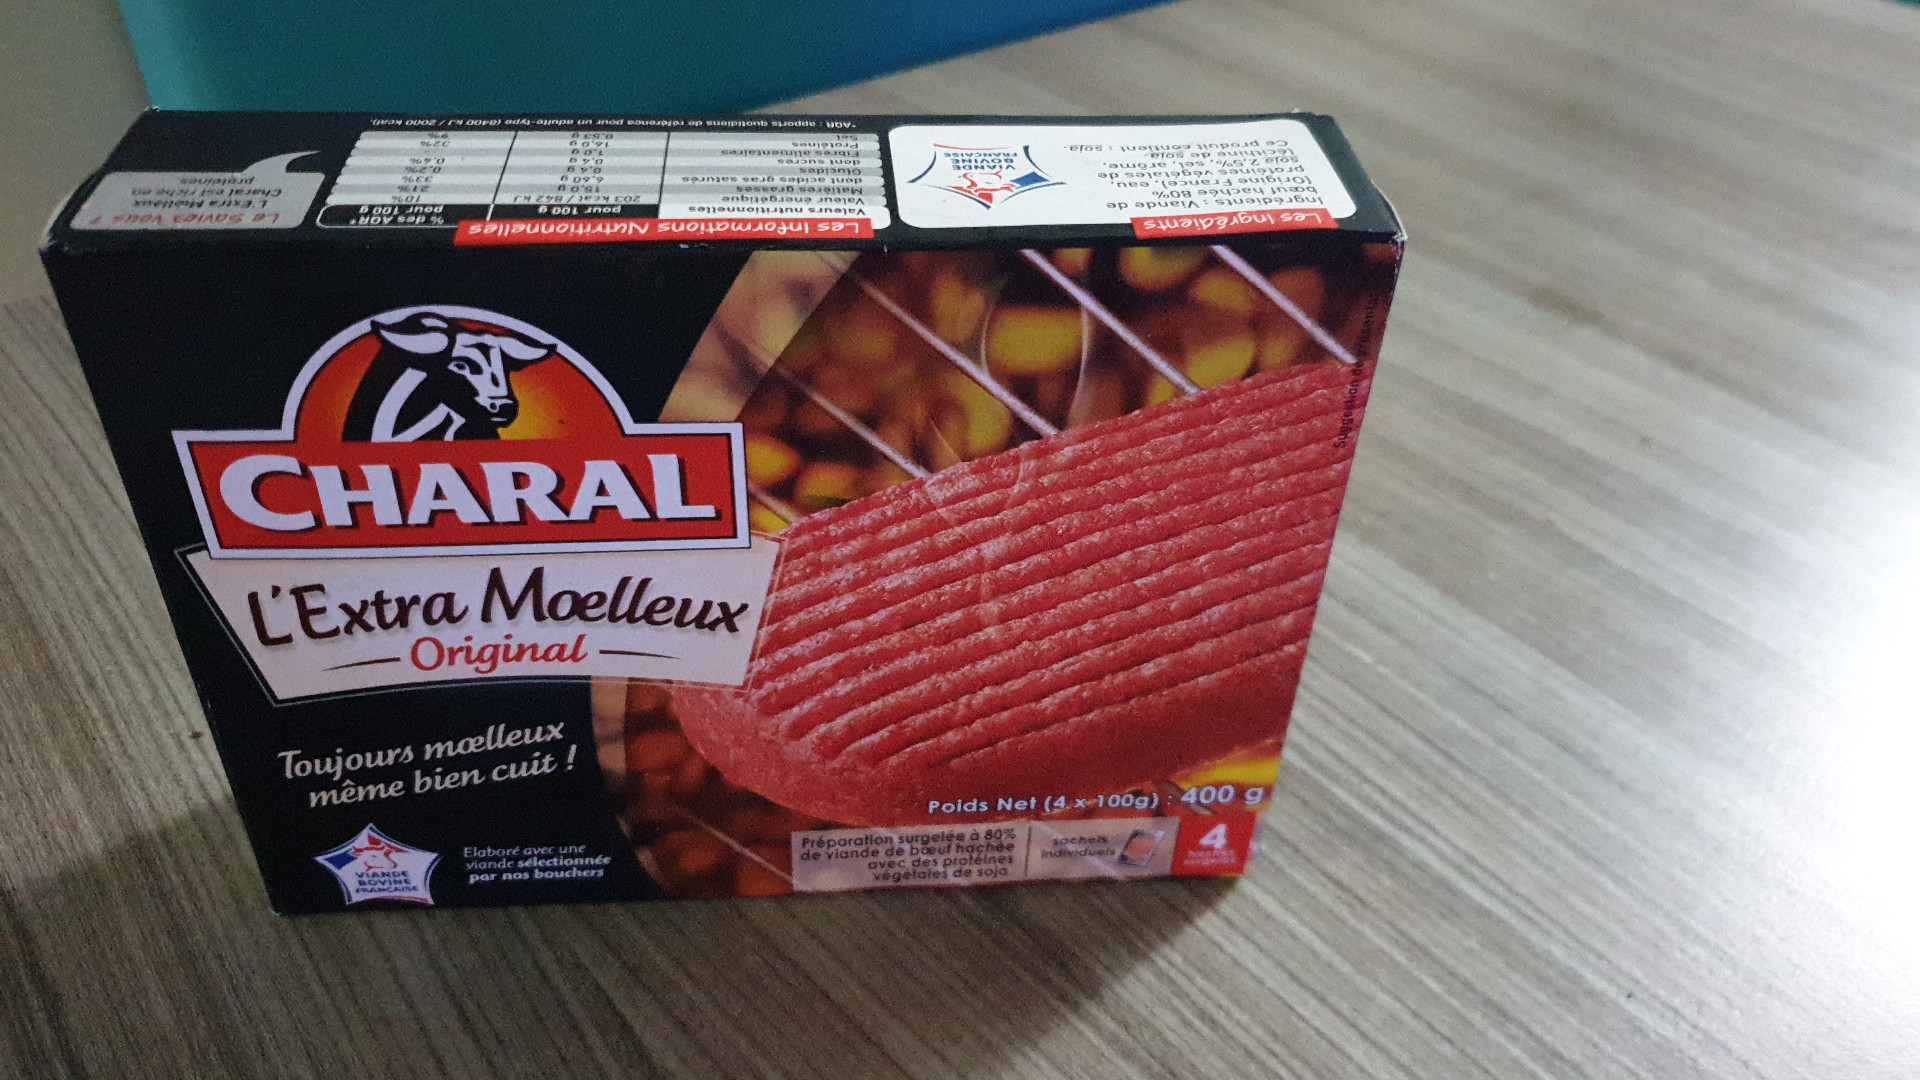 CHARAL
L'Extra Mœlleux
Original
Toujours mœlleux
même bien cuit !
VIANDE
BOVINE
FRANÇAISE
Elaboré avec une
viande sélectionnée
par nos bouchers
Suggestion de présentation
Poids Net (4 x 100g) : 400 g
Préparation surgelée à 80%
de viande de bœuf hachée
avec des protéines
végétales de soja
sachets
individuels
4
Les Ingrédients
Ingrédients : Viande de
bœuf hachée 80%
(Origine France), eau,
protéines végétales de
soja 2,5%, sel, arôme,
lécithine de soja.
Ce produit contient : soja.
VIANDE
BOVINE
FRANÇAISE
Les Informations Nutritionnelles
Valeurs nutritionnelles pour 100 g % des AQR* pour 100 g
Valeur énergétique 203 kcal / 842 kJ 10%
Matières grasses 15,0 g 21%
dont acides gras saturés 6,60 g 33%
Glucides 0,4 g 0,2%
dont sucres 0,4 g 0,4%
Fibres alimentaires 1,0 g
Protéines 16,0 g 32%
Sel 0,53 g 9%
*AQR : apports quotidiens de référence pour un adulte-type (8400 kJ / 2000 kcal).
Le Saviez Vous ?
L'Extra Mœlleux
Charal est riche en
protéines